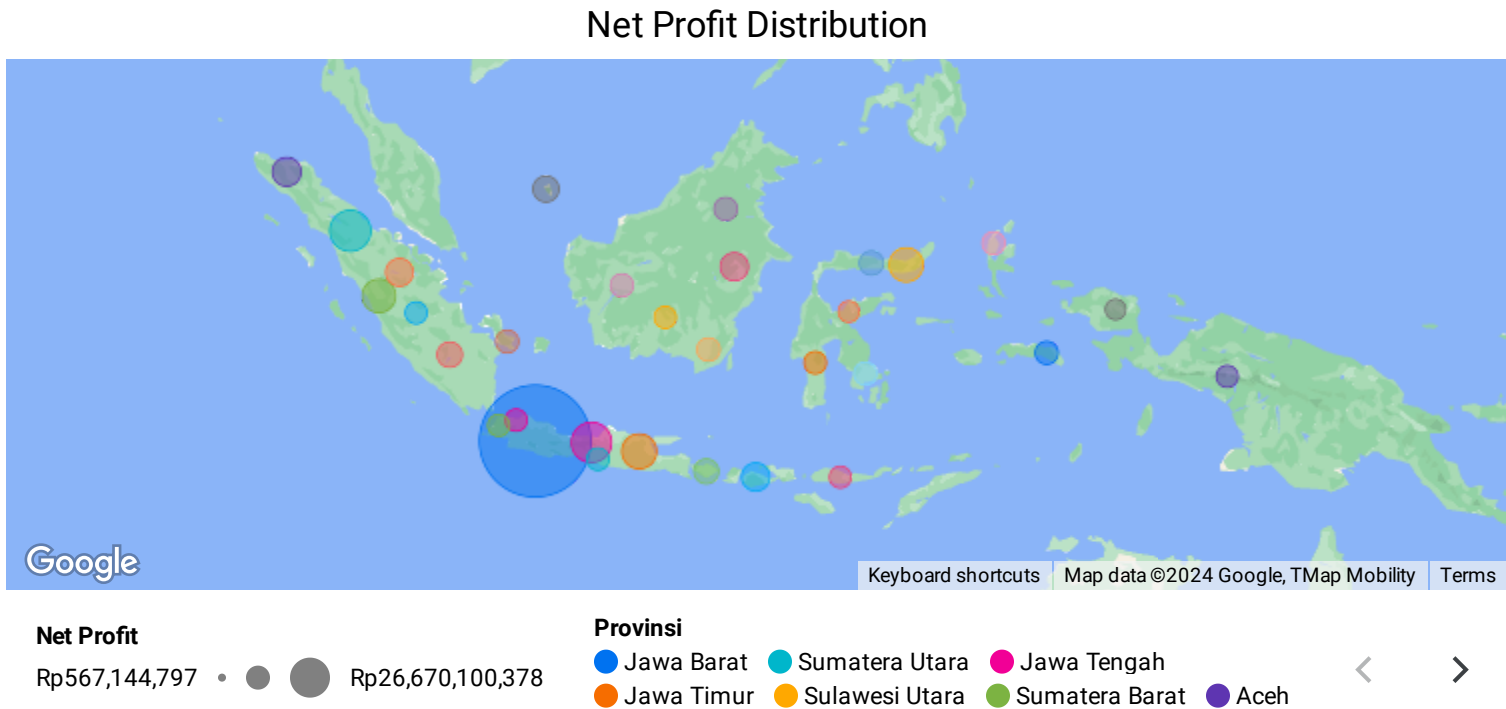 Net Profit Distribution
Google
Keyboard shortcuts
Map data ©2024 Google, TMap Mobility
Terms
Net Profit
Rp567,144,797
Rp26,670,100,378
Provinsi
Jawa Barat
Sumatera Utara
Jawa Tengah
Jawa Timur
Sulawesi Utara
Sumatera Barat
Aceh